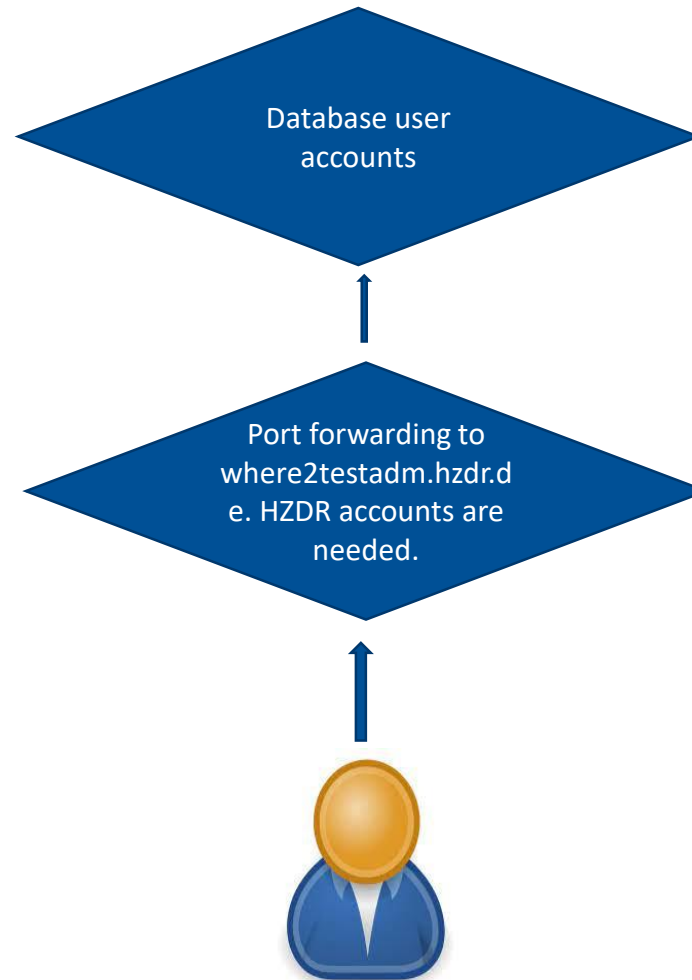 Database user
accounts
Port forwarding to
where2testadm.hzdr.d
e. HZDR accounts are
needed.